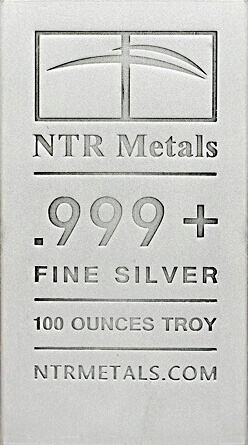 NTR Metals
.999 +
FINE SILVER
100 OUNCES TROY
NTRMETALS.COM